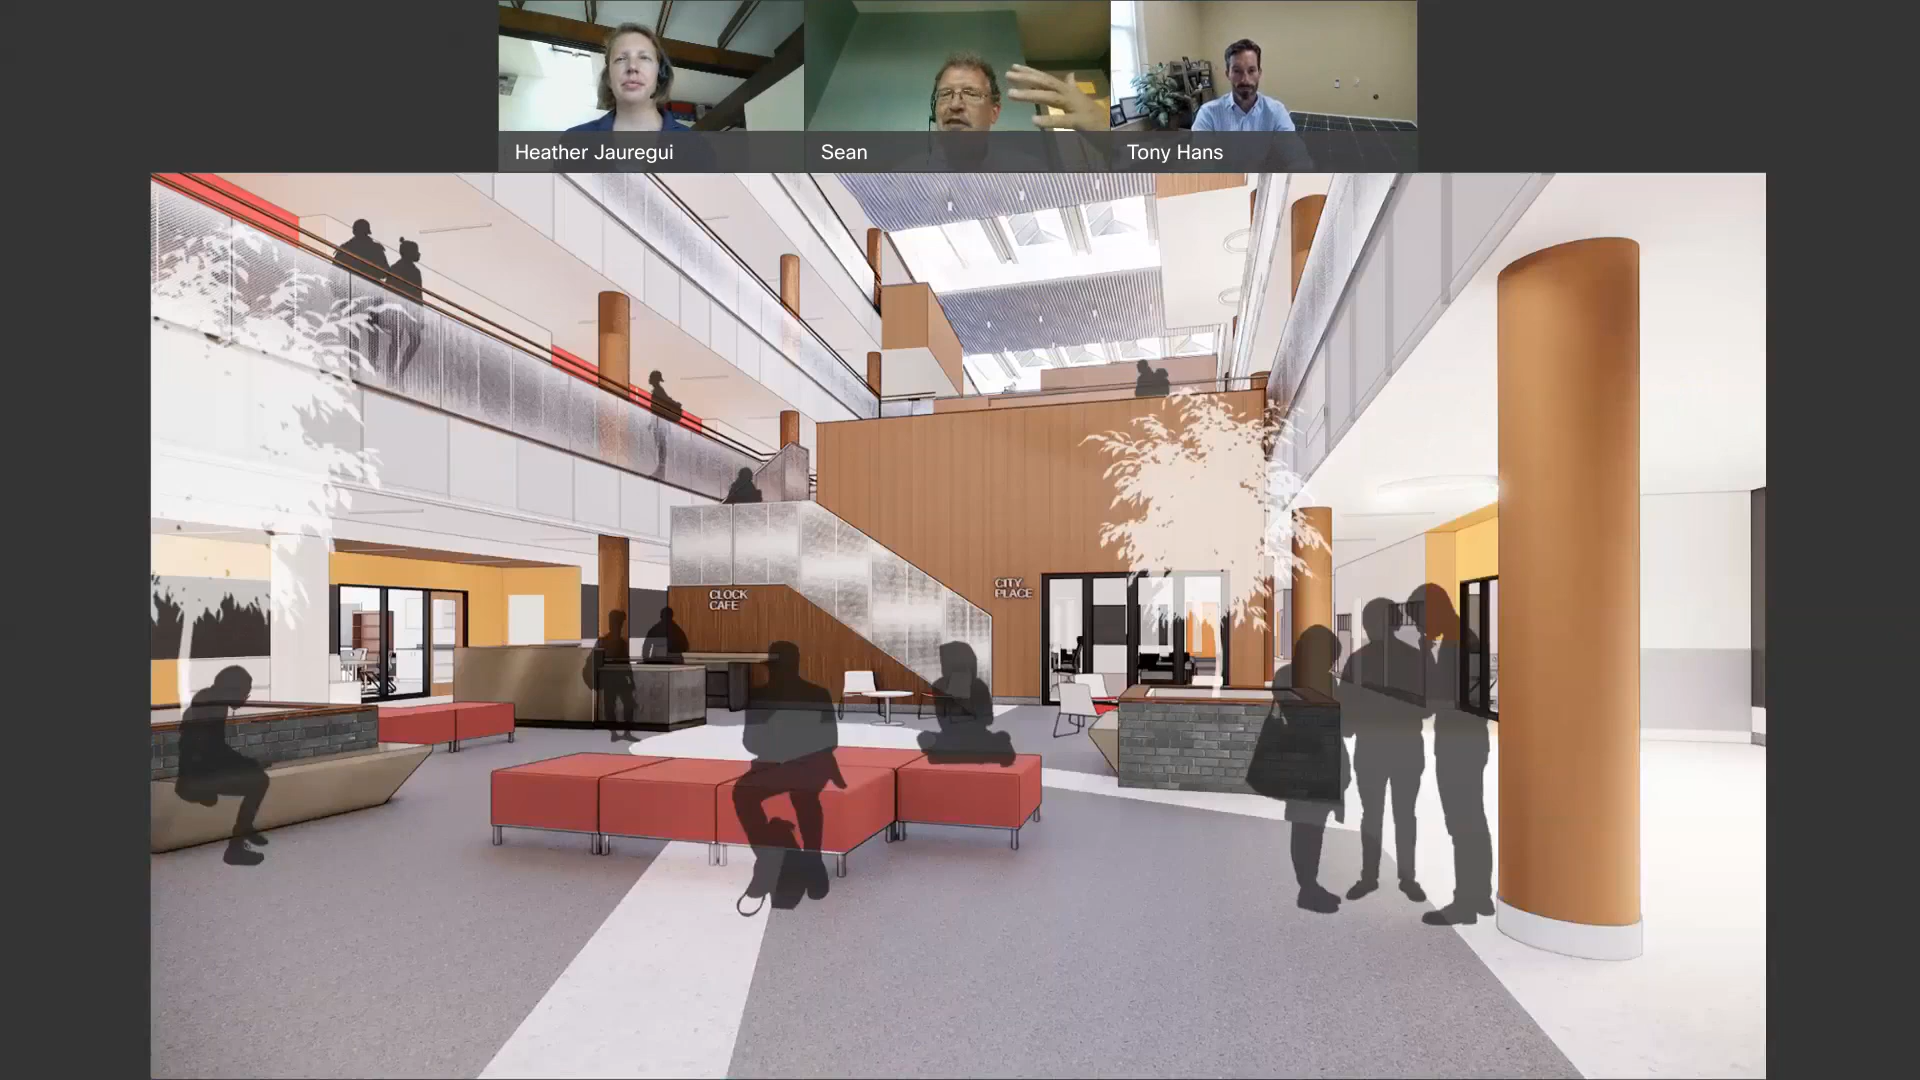 Heather Jauregui
Sean
Tony Hans
CLOCK
CAFE
CITY
PLACE